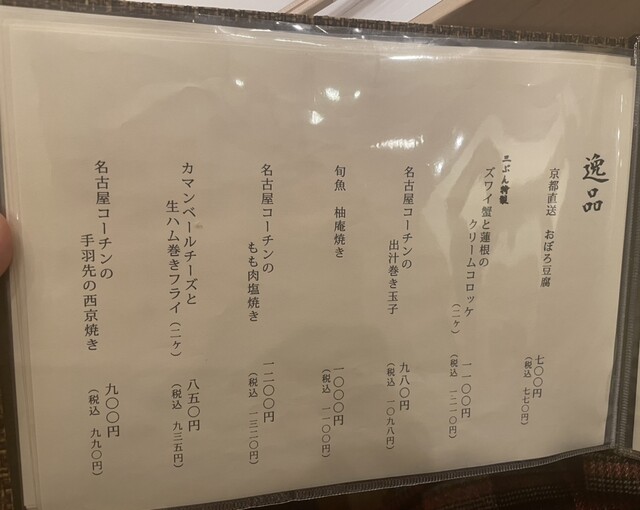 逸品
京都直送　おぼろ豆腐
七〇〇円
（税込　七七〇円）
三ぶん特製
ズワイ蟹と蓮根の
クリームコロッケ（二ヶ）
一一〇〇円
（税込　一二一〇円）
名古屋コーチンの
出汁巻き玉子
九八〇円
（税込　一〇九八円）
旬魚　柚庵焼き
一〇〇〇円
（税込　一一〇〇円）
名古屋コーチンの
もも肉塩焼き
一二〇〇円
（税込　一三二〇円）
カマンベールチーズと
生ハム巻きフライ（二ヶ）
八五〇円
（税込　九三五円）
名古屋コーチンの
手羽先の西京焼き
九〇〇円
（税込　九九〇円）